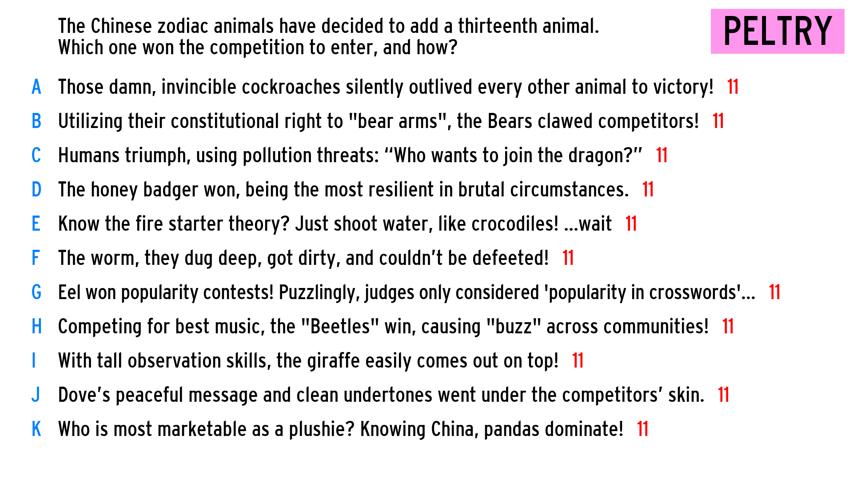 The Chinese zodiac animals have decided to add a thirteenth animal.
Which one won the competition to enter, and how?
PELTRY
A Those damn, invincible cockroaches silently outlived every other animal to victory! 11
B Utilizing their constitutional right to "bear arms", the Bears clawed competitors! 11
C Humans triumph, using pollution threats: “Who wants to join the dragon?” 11
D The honey badger won, being the most resilient in brutal circumstances. 11
E Know the fire starter theory? Just shoot water, like crocodiles! ...wait 11
F The worm, they dug deep, got dirty, and couldn’t be defeeted! 11
G Eel won popularity contests! Puzzlingly, judges only considered 'popularity in crosswords'... 11
H Competing for best music, the "Beetles" win, causing "buzz" across communities! 11
I With tall observation skills, the giraffe easily comes out on top! 11
J Dove’s peaceful message and clean undertones went under the competitors’ skin. 11
K Who is most marketable as a plushie? Knowing China, pandas dominate! 11